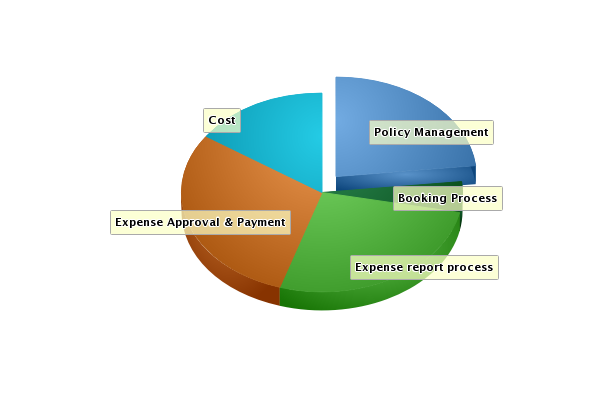 Cost
Policy Management
Booking Process
Expense Approval & Payment
Expense report process